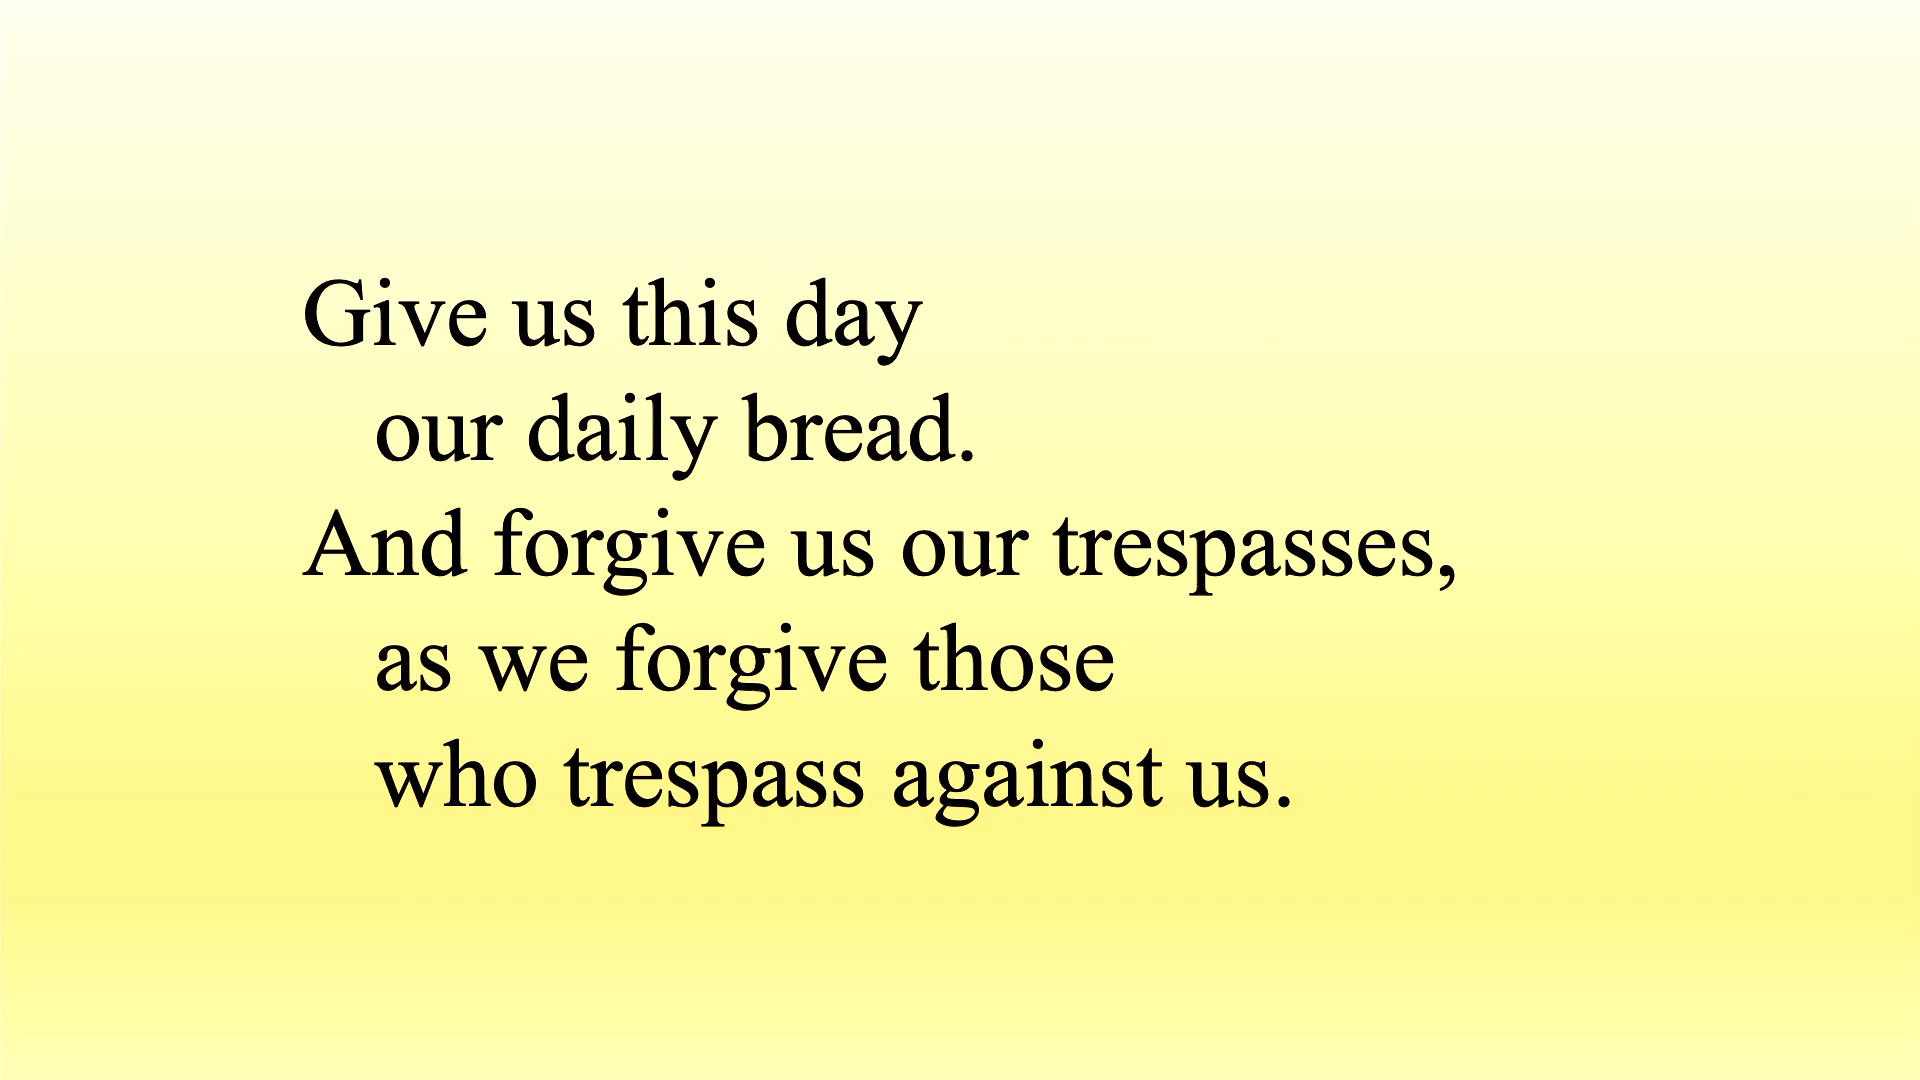 Give us this day
our daily bread.
And forgive us our trespasses,
as we forgive those
who trespass against us.